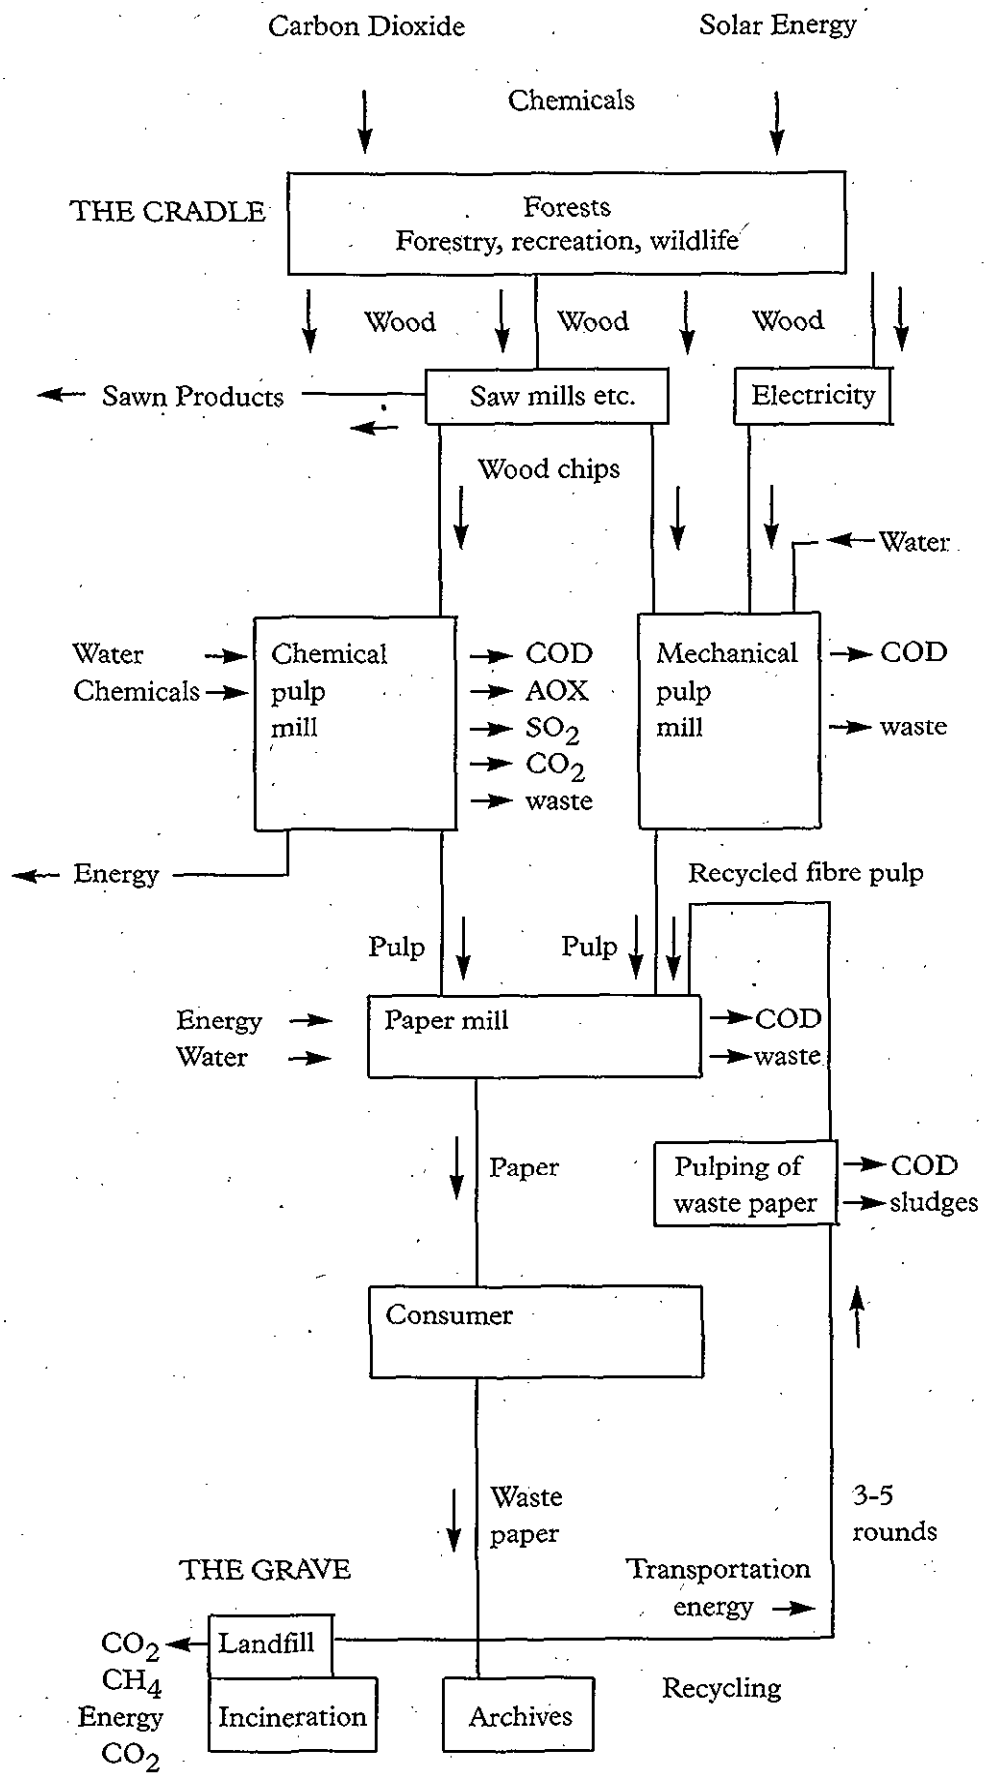 Carbon Dioxide
Solar Energy
Chemicals
THE CRADLE
Forests
Forestry, recreation, wildlife
Wood
Wood
Wood
Sawn Products
Saw mills etc.
Electricity
Wood chips
Water
Water
Chemicals
Chemical
pulp
mill
COD
AOX
SO2
CO2
waste
Mechanical
pulp
mill
COD
waste
Energy
Recycled fibre pulp
Pulp
Pulp
Energy
Water
Paper mill
COD
waste
Paper
Pulping of
waste paper
COD
sludges
Consumer
Waste
paper
3-5
rounds
THE GRAVE
Transportation
energy
CO2
CH4
Energy
CO2
Landfill
Incineration
Archives
Recycling